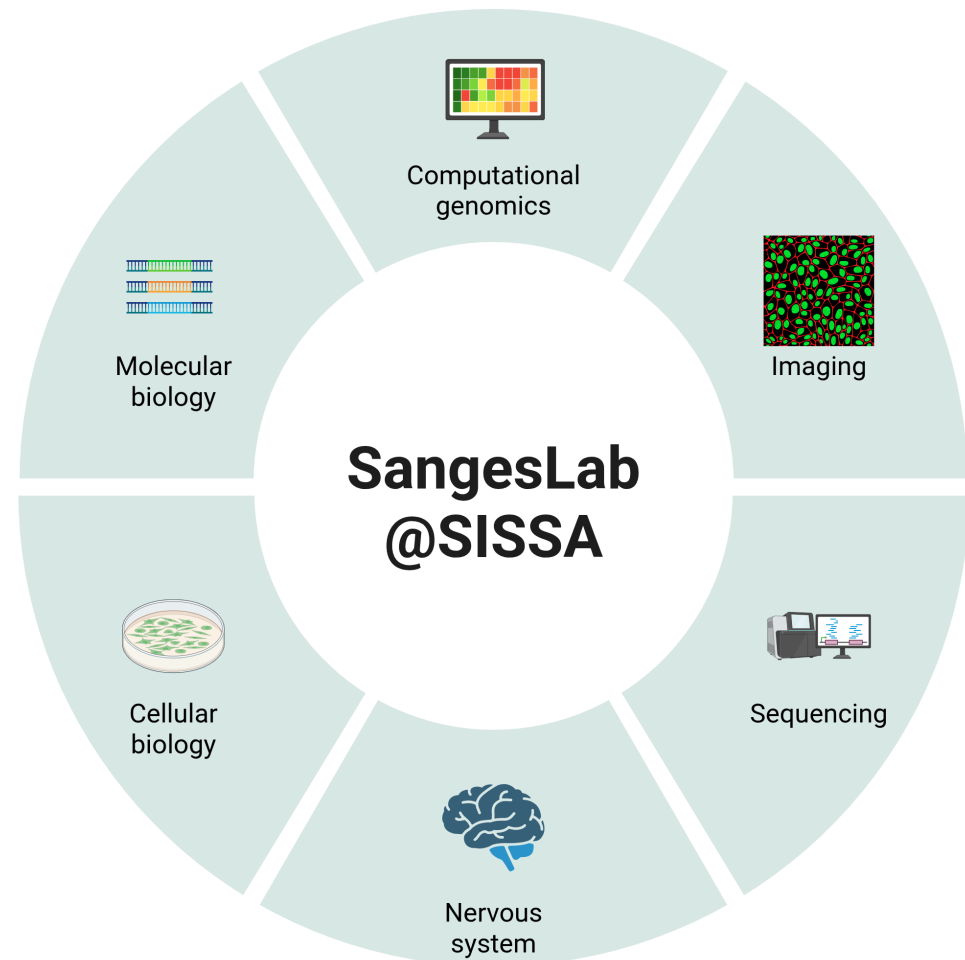 Computational
genomics
Imaging
Molecular
biology
SangesLab
@SISSA
Cellular
biology
Sequencing
Nervous
system